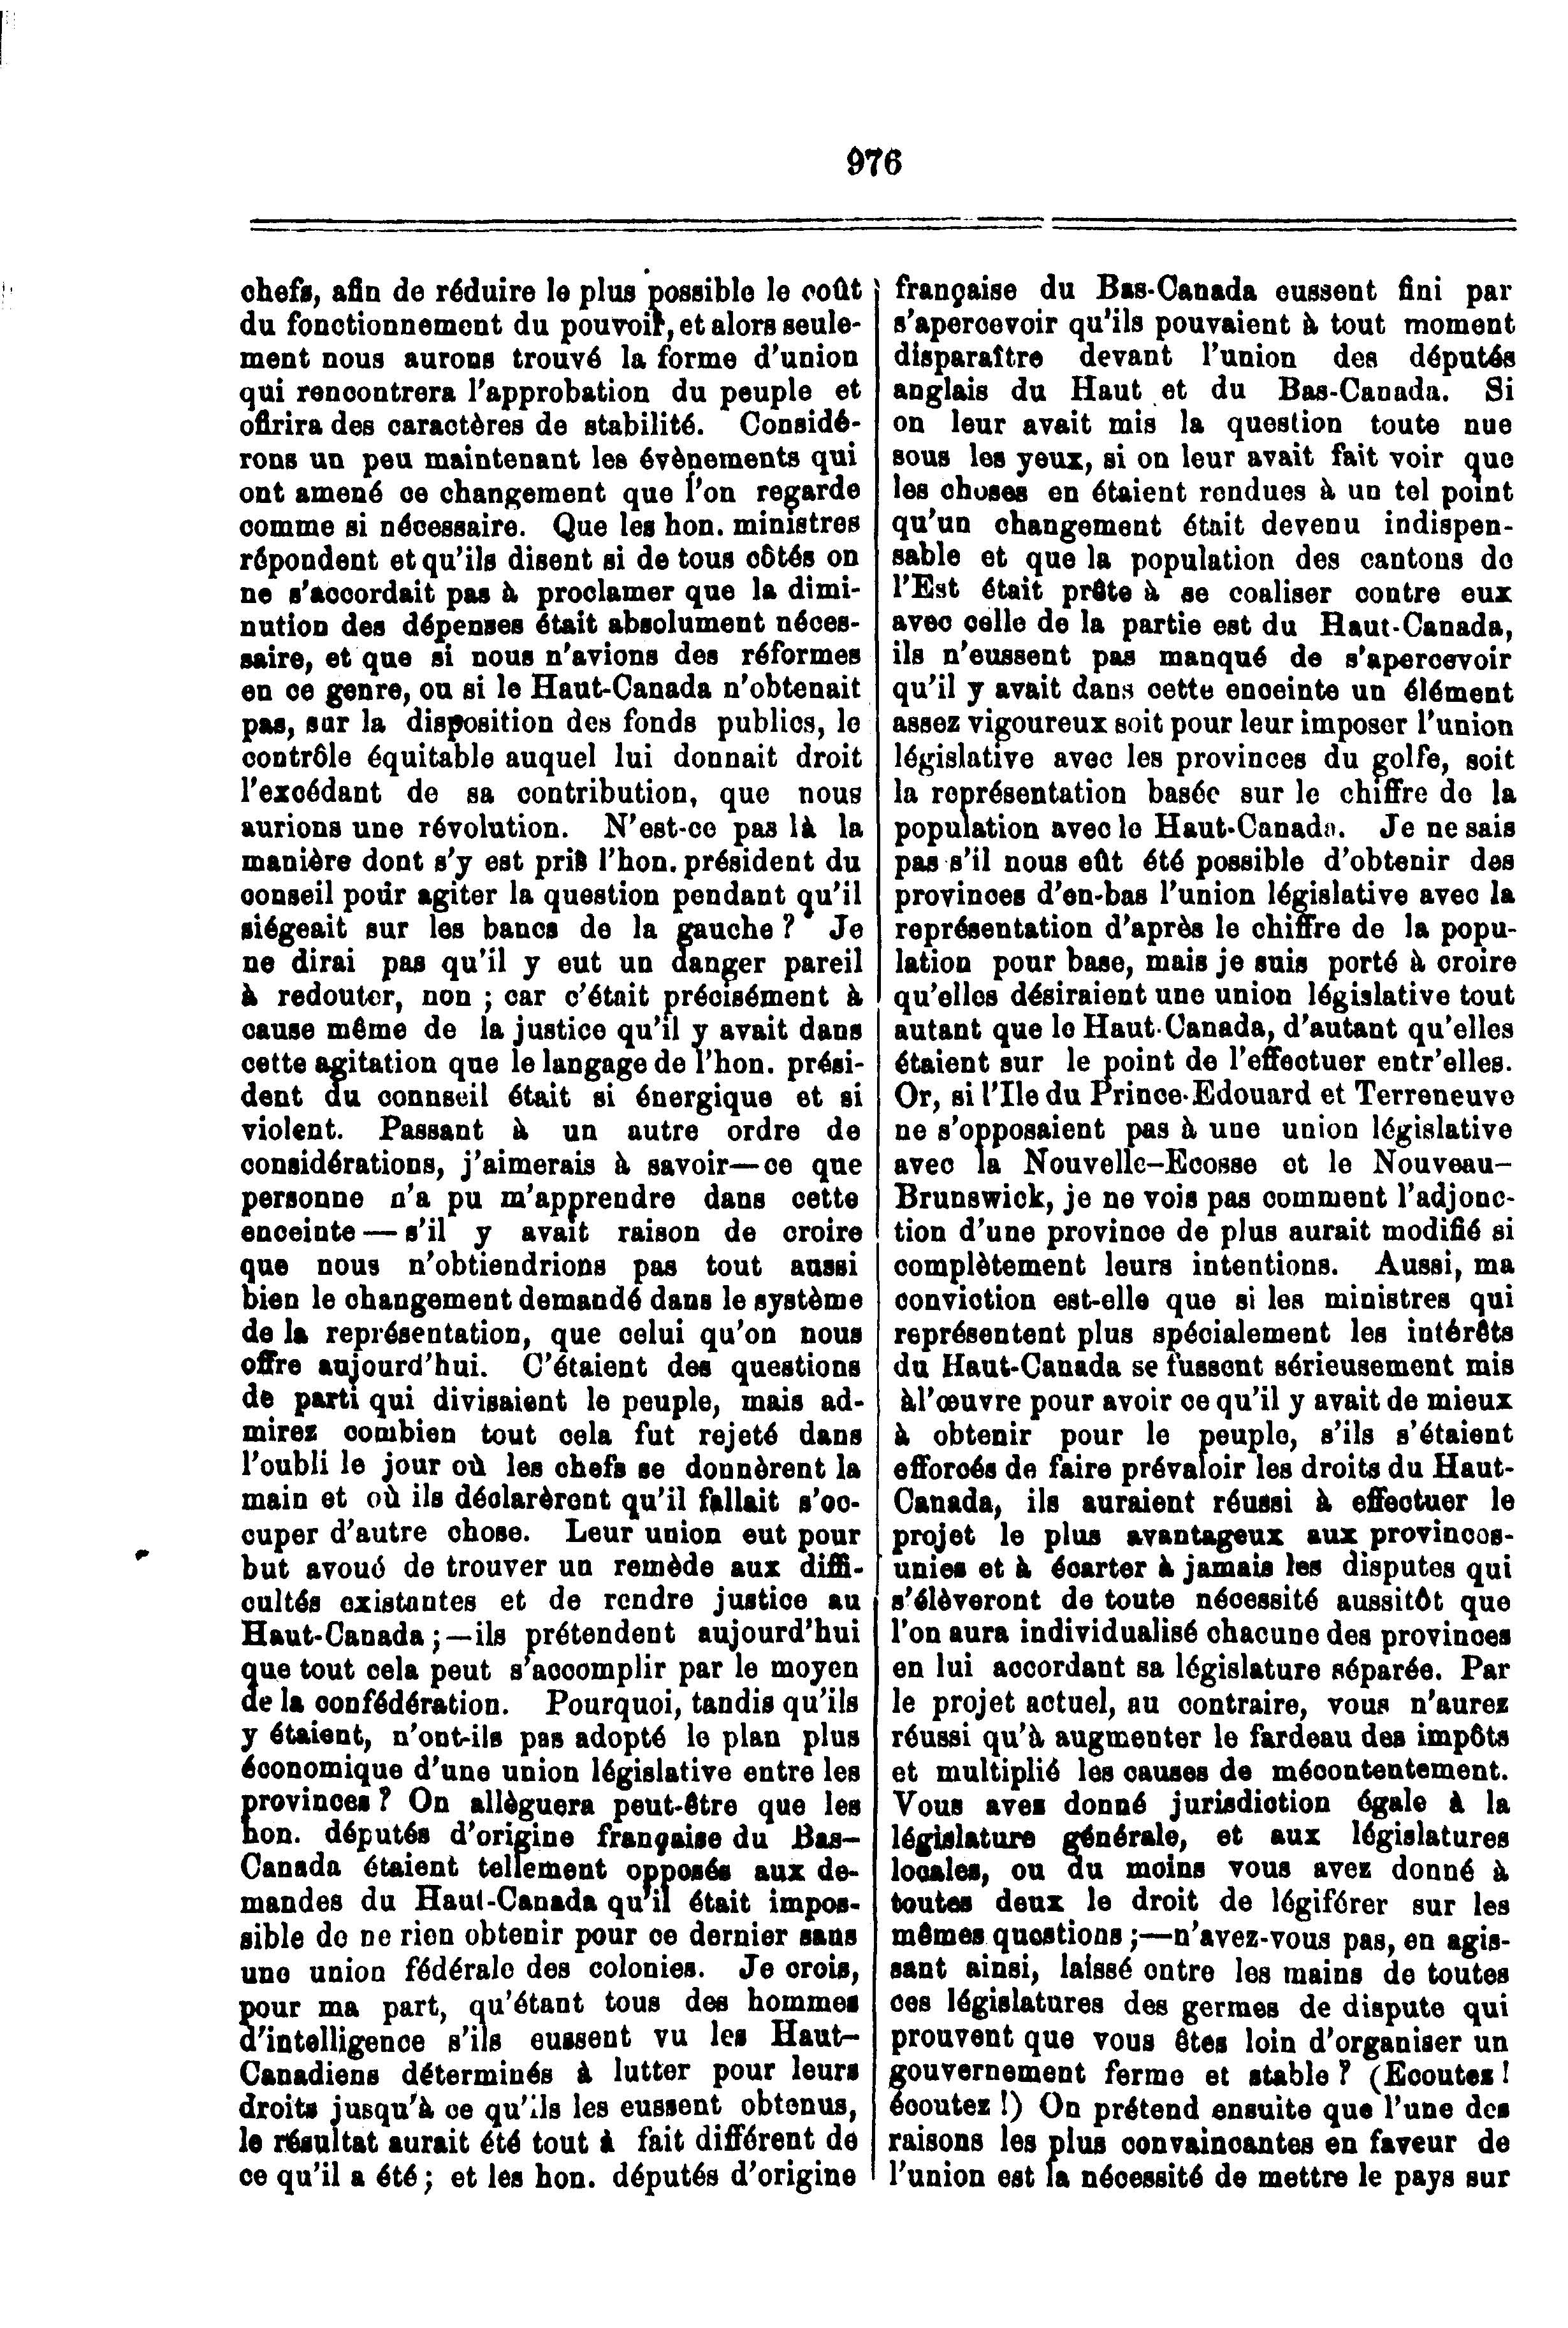 976
chefs, afin de réduire le plus possible le coût
du fonctionnement du pouvoir, et alors seule-
ment nous aurons trouvé la forme d'union
qui rencontrera l'approbation du peuple et
offrira des caractères de stabilité. Considé-
rons un peu maintenant les évènements qui
ont amené ce changement que l'on regarde
comme si nécessaire. Que les hon. ministres
répondent et qu'ils disent si de tous côtés on
ne s'accordait pas à proclamer que la dimi-
nution des dépenses était absolument néces-
saire, et que si nous n'avions des réformes
en ce genre, ou si le Haut-Canada n'obtenait
pas, sur la disposition des fonds publics, le
contrôle équitable auquel lui donnait droit
l'excédant de sa contribution, que nous
aurions une révolution. N'est-ce pas là la
manière dont s'y est pris l'hon. président du
conseil pour agiter la question pendant qu'il
siégeait sur les bancs de la gauche ? Je
ne dirai pas qu'il y eut un danger pareil
à redouter, non ; car c'était précisément à
cause même de la justice qu'il y avait dans
cette agitation que le langage de l'hon. prési-
dent du connseil était si énergique et si
violent. Passant à un autre ordre de
considérations, j'aimerais à savoir—ce que
personne n'a pu m'apprendre dans cette
enceinte — s'il y avait raison de croire
que nous n'obtiendrions pas tout aussi
bien le changement demandé dans le système
de la représentation, que celui qu'on nous
offre aujourd'hui. C'étaient des questions
de parti qui divisaient le peuple, mais ad-
mirez combien tout cela fut rejeté dans
l'oubli le jour où les chefs se donnèrent la
main et où ils déclarèrent qu'il fallait s'oc-
cuper d'autre chose. Leur union eut pour
but avoué de trouver un remède aux diffi-
cultés existantes et de rendre justice au
Haut-Canada ;—ils prétendent aujourd'hui
que tout cela peut s'accomplir par le moyen
de la confédération. Pourquoi, tandis qu'ils
y étaient, n'ont-ils pas adopté le plan plus
économique d'une union législative entre les
provinces ? On allèguera peut-être que les
hon. députés d'origine française du Bas-
Canada étaient tellement opposés aux de-
mandes du Haut-Canada qu'il était impos-
sible de ne rien obtenir pour ce dernier sans
une union fédérale des colonies. Je crois,
pour ma part, qu'étant tous des hommes
d'intelligence s'ils eussent vu les Haut-
Canadiens déterminés à lutter pour leurs
droits jusqu'à ce qu'ils les eussent obtenus,
le résultat aurait été tout à fait différent de
ce qu'il a été ; et les hon. députés d'origine
française du Bas-Canada eussent fini par
s'apercevoir qu'ils pouvaient à tout moment
disparaître devant l'union des députés
anglais du Haut et du Bas-Canada. Si
on leur avait mis la question toute nue
sous les yeux, si on leur avait fait voir que
les choses en étaient rendues à un tel point
qu'un changement était devenu indispen-
sable et que la population des cantons de
l'Est était prête à se coaliser contre eux
avec celle de la partie est du Haut-Canada,
ils n'eussent pas manqué de s'apercevoir
qu'il y avait dans cette enceinte un élément
assez vigoureux soit pour leur imposer l'union
législative avec les provinces du golfe, soit
la représentation basée sur le chiffre de la
population avec le Haut-Canada. Je ne sais
pas s'il nous eût été possible d'obtenir des
provinces d'en-bas l'union législative avec la
représentation d'après le chiffre de la popu-
lation pour base, mais je suis porté à croire
qu'elles désiraient une union législative tout
autant que le Haut-Canada, d'autant qu'elles
étaient sur le point de l'effectuer entr'elles.
Or, si l'Ile du Prince-Edouard et Terreneuve
ne s'opposaient pas à une union législative
avec la Nouvelle-Ecosse et le Nouveau-
Brunswick, je ne vois pas comment l'adjonc-
tion d'une province de plus aurait modifié si
complètement leurs intentions. Aussi, ma
conviction est-elle que si les ministres qui
représentent plus spécialement les intérêts
du Haut-Canada se fussent sérieusement mis
à l'œuvre pour avoir ce qu'il y avait de mieux
à obtenir pour le peuple, s'ils s'étaient
efforcés de faire prévaloir les droits du Haut-
Canada, ils auraient réussi à effectuer le
projet le plus avantageux aux provinces-
unies et à écarter à jamais les disputes qui
s'élèveront de toute nécessité aussitôt que
l'on aura individualisé chacune des provinces
en lui accordant sa législature séparée. Par
le projet actuel, au contraire, vous n'aurez
réussi qu'à augmenter le fardeau des impôts
et multiplié les causes de mécontentement.
Vous avez donné jurisdiction égale à la
législature générale, et aux législatures
locales, ou du moins vous avez donné à
toutes deux le droit de légiférer sur les
mêmes questions ;—n'avez-vous pas, en agis-
sant ainsi, laissé entre les mains de toutes
ces législatures des germes de dispute qui
prouvent que vous êtes loin d'organiser un
gouvernement ferme et stable ? (Ecoutez !
écoutez !) On prétend ensuite que l'une des
raisons les plus convaincantes en faveur de
l'union est la nécessité de mettre le pays sur